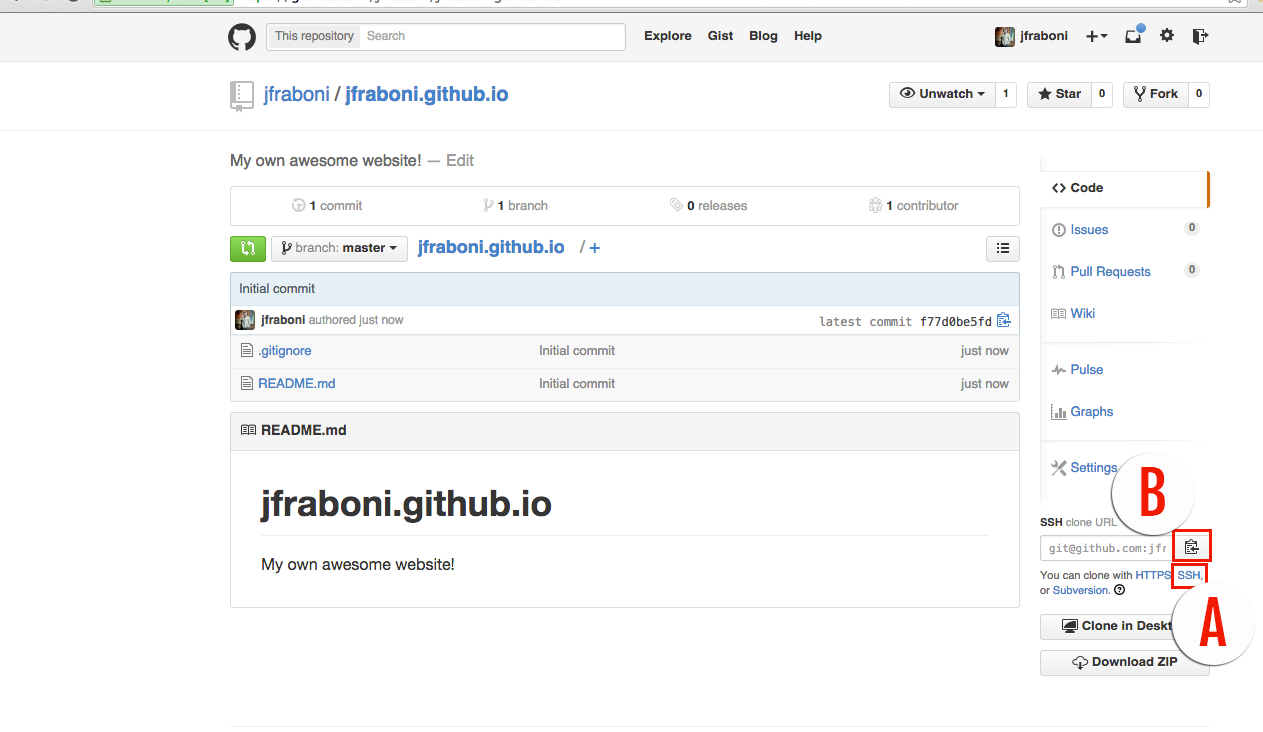 This repository Search Explore Gist Blog Help jfraboni
jfraboni / jfraboni.github.io Unwatch 1 Star 0 Fork 0
My own awesome website! — Edit
1 commit 1 branch 0 releases 1 contributor
branch: master jfraboni.github.io / +
Initial commit
jfraboni authored just now latest commit f77d0be5fd
.gitignore Initial commit just now
README.md Initial commit just now
README.md
jfraboni.github.io
My own awesome website!
Code
Issues 0
Pull Requests 0
Wiki
Pulse
Graphs
Settings
B
SSH clone URL
git@github.com:jfr
You can clone with HTTPS, SSH,
or Subversion.
A
Clone in Deskt
Download ZIP